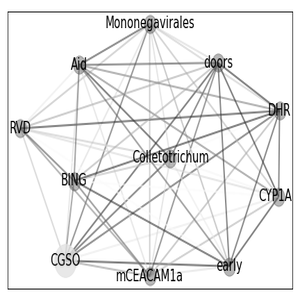 Mononegavirales
Aid
doors
DHR
RVD
Colletotrichum
BING
CYP1A
CGSO
mCEACAM1a
early